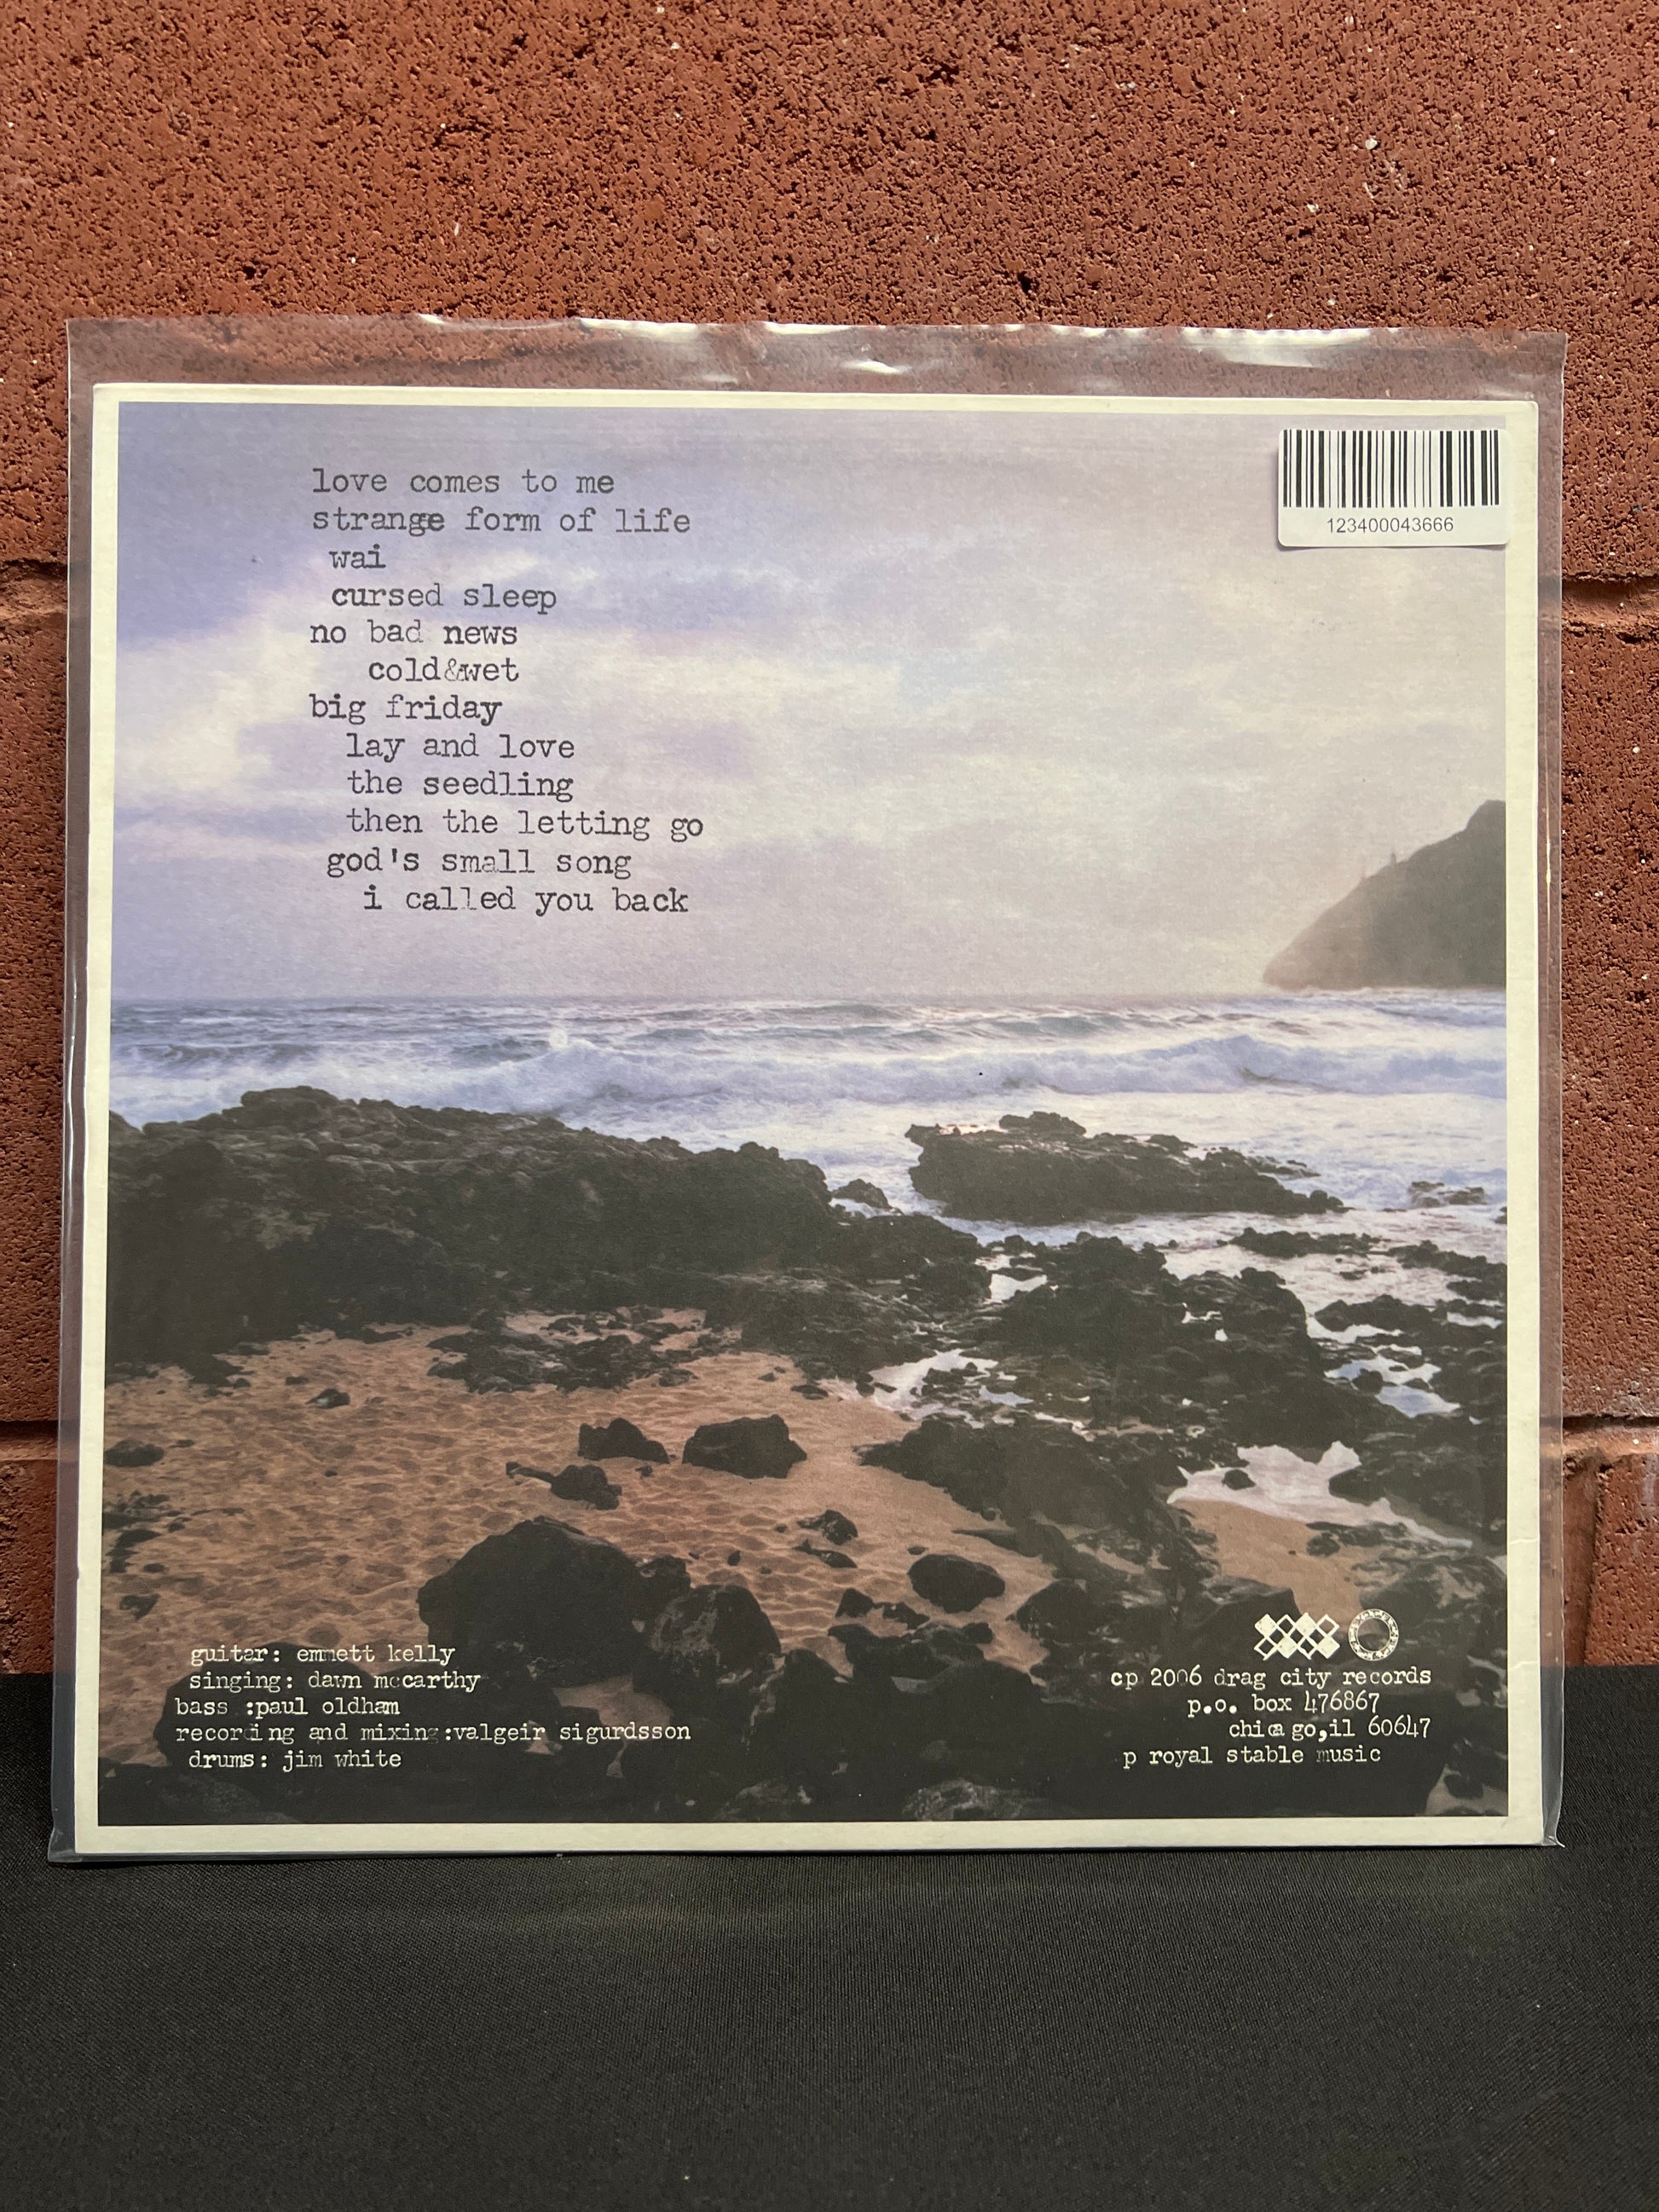 love comes to me
strange form of life
wai
cursed sleep
no bad news
cold&wet
big friday
lay and love
the seedling
then the letting go
god's small song
i called you back
123400043666
guitar: emmett kelly
singing: dawn mccarthy
bass :paul oldham
recording and mixing:valgeir sigurdsson
drums: jim white
cp 2006 drag city records
p.o. box 476867
chicago,il 60647
p royal stable music